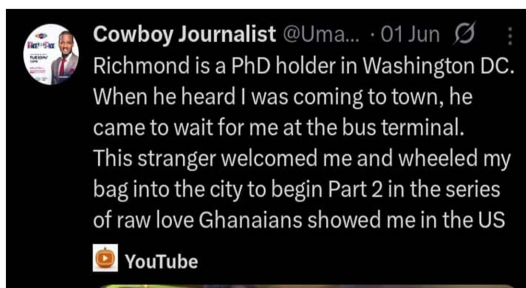 Cowboy Journalist @Uma... · 01 Jun
Richmond is a PhD holder in Washington DC.
When he heard I was coming to town, he
came to wait for me at the bus terminal.
This stranger welcomed me and wheeled my
bag into the city to begin Part 2 in the series
of raw love Ghanaians showed me in the US
YouTube